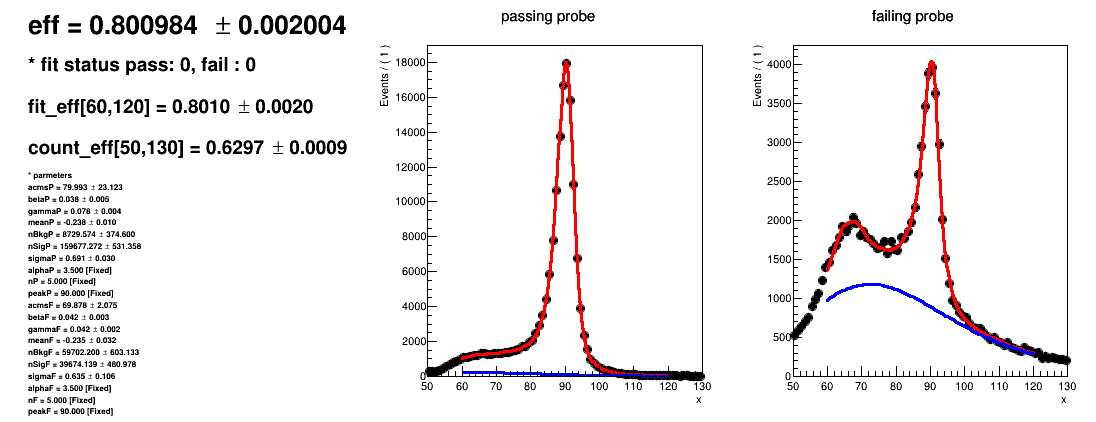 eff = 0.800984 ± 0.002004
* fit status pass: 0, fail : 0
fit_eff[60,120] = 0.8010 ± 0.0020
count_eff[50,130] = 0.6297 ± 0.0009
* parmeters
acmsP = 79.993 ± 23.123
betaP = 0.038 ± 0.005
gammaP = 0.078 ± 0.004
meanP = -0.238 ± 0.010
nBkgP = 8729.574 ± 374.600
nSigP = 159677.272 ± 531.358
sigmaP = 0.691 ± 0.030
alphaP = 3.500 [Fixed]
nP = 5.000 [Fixed]
peakP = 90.000 [Fixed]
acmsF = 69.878 ± 2.075
betaF = 0.042 ± 0.003
gammaF = 0.042 ± 0.002
meanF = -0.235 ± 0.032
nBkgF = 59702.200 ± 603.133
nSigF = 39674.139 ± 480.978
sigmaF = 0.635 ± 0.106
alphaF = 3.500 [Fixed]
nF = 5.000 [Fixed]
peakF = 90.000 [Fixed]
passing probe
Events / ( 1 )
18000
16000
14000
12000
10000
8000
6000
4000
2000
0
50 60 70 80 90 100 110 120 130
x
failing probe
Events / ( 1 )
4000
3500
3000
2500
2000
1500
1000
500
0
50 60 70 80 90 100 110 120 130
x